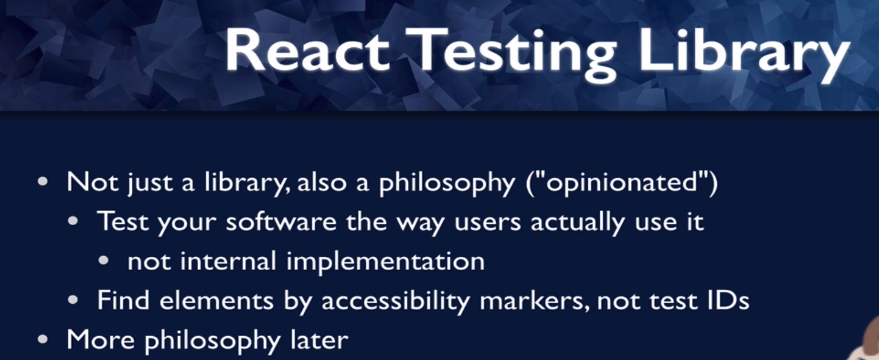 React Testing Library
• Not just a library, also a philosophy ("opinionated")
• Test your software the way users actually use it
• not internal implementation
• Find elements by accessibility markers, not test IDs
• More philosophy later